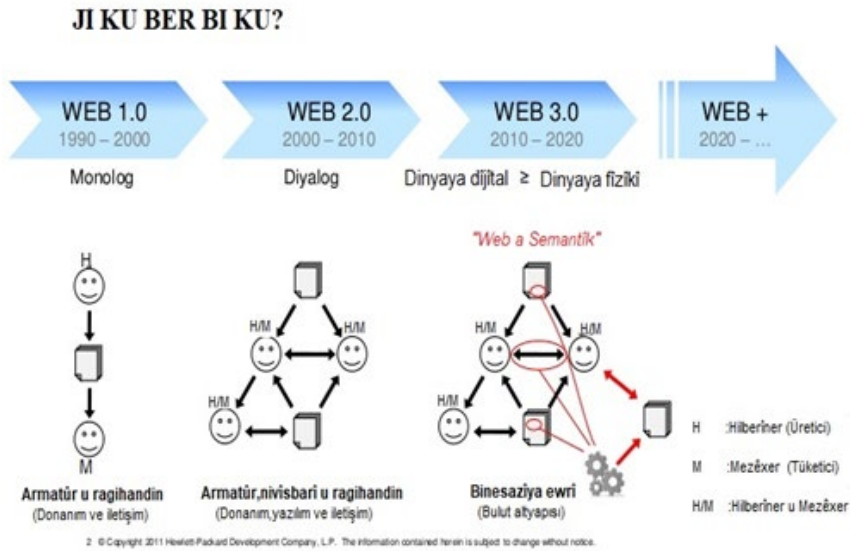 JI KU BER BI KU?
WEB 1.0
1990 – 2000
Monolog
WEB 2.0
2000 – 2010
Diyalog
WEB 3.0
2010 – 2020
Dinyaya dîjîtal ≥ Dinyaya fîzîkî
WEB +
2020 - ...
"Web a Semantîk"
H
M
H/M
H/M
H/M
H/M
H/M
H/M
Armatûr u ragihandin
(Donanım ve iletişim)
Armatûr,nivîsbarî u ragihandin
(Donanım,yazılım ve iletişim)
Binesazîya ewrî
(Bulut altyapısı)
H :Hilberîner (Üretici)
M :Mezêxer (Tüketici)
H/M :Hilberîner u Mezêxer
2 © Copyright 2011 Hewlett-Packard Development Company, L.P. The information contained herein is subject to change without notice.